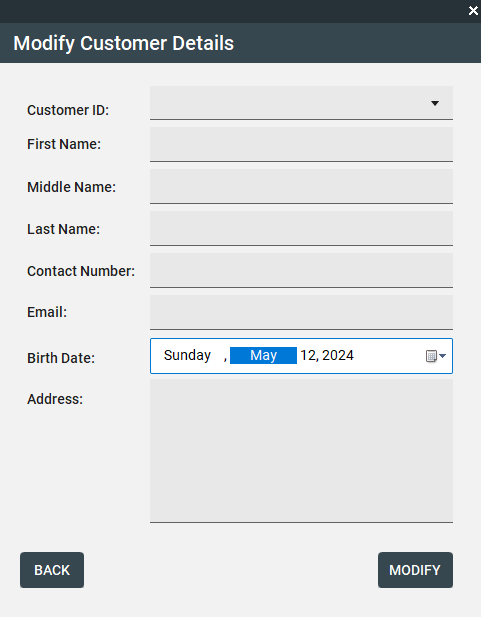 Modify Customer Details
Customer ID:
First Name:
Middle Name:
Last Name:
Contact Number:
Email:
Birth Date: Sunday , May 12, 2024
Address:
BACK MODIFY